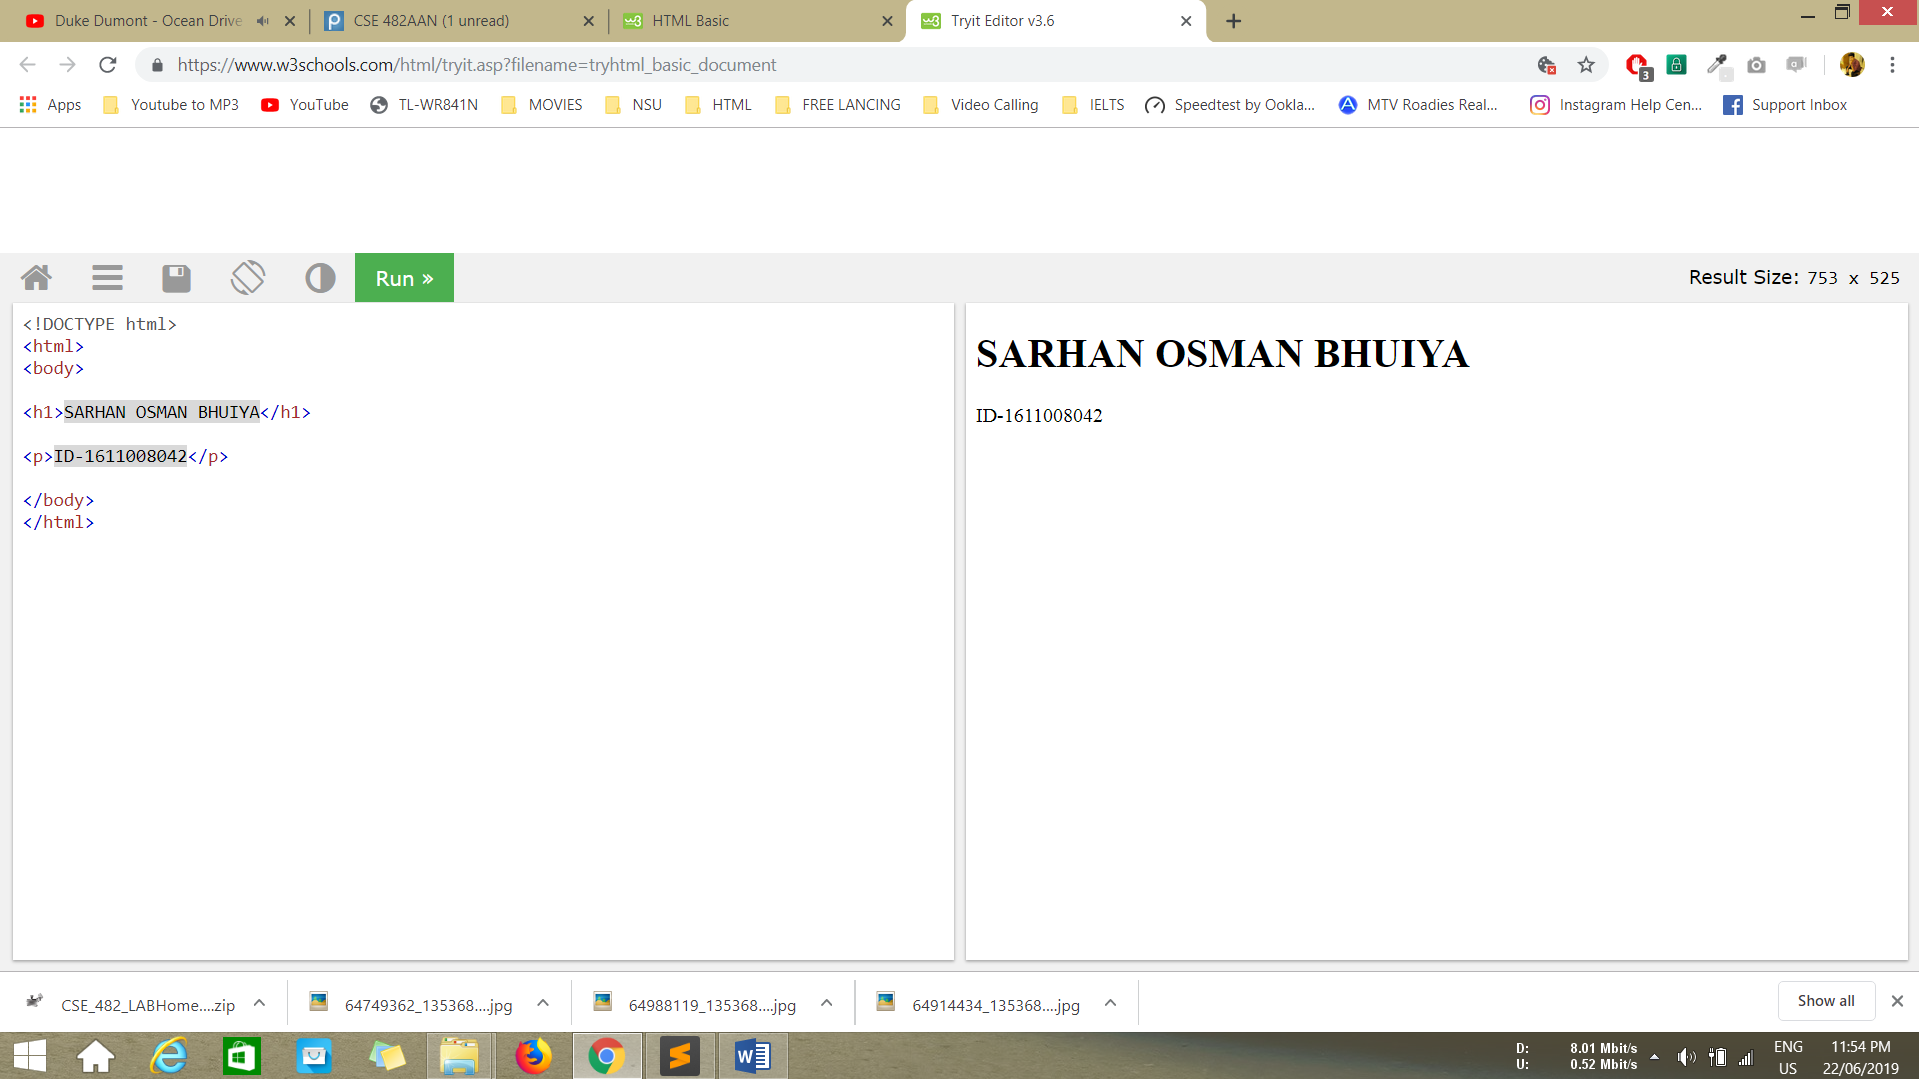 Duke Dumont - Ocean Drive
CSE 482AAN (1 unread)
HTML Basic
Tryit Editor v3.6
https://www.w3schools.com/html/tryit.asp?filename=tryhtml_basic_document
3
Apps
Youtube to MP3
YouTube
TL-WR841N
MOVIES
NSU
HTML
FREE LANCING
Video Calling
IELTS
Speedtest by Ookla...
MTV Roadies Real...
Instagram Help Cen...
Support Inbox
Run »
Result Size: 753 x 525
<!DOCTYPE html>
<html>
<body>
<h1>SARHAN OSMAN BHUIYA</h1>
<p>ID-1611008042</p>
</body>
</html>
SARHAN OSMAN BHUIYA
ID-1611008042
CSE_482_LABHome....zip
64749362_135368....jpg
64988119_135368....jpg
64914434_135368....jpg
Show all
D: 8.01 Mbit/s
U: 0.52 Mbit/s
ENG
US
11:54 PM
22/06/2019